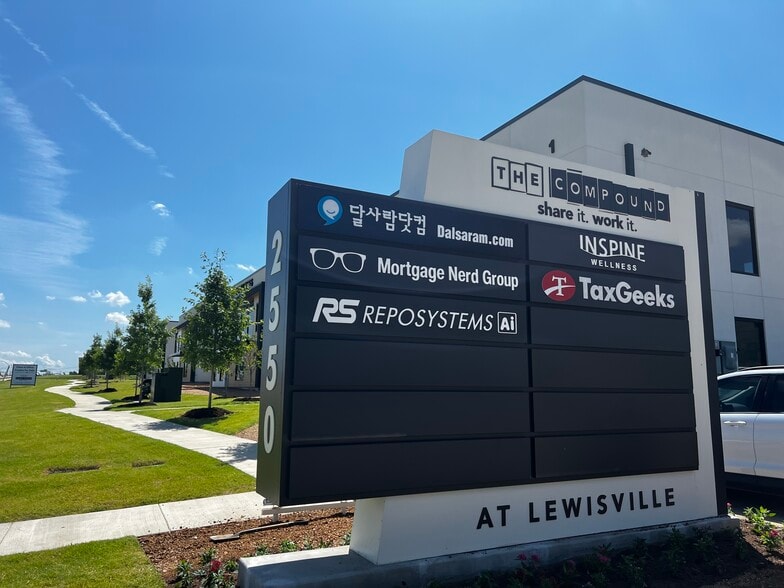 THE COMPOUND
share it. work it.
2550
달사람닷컴 Dalsaram.com
Mortgage Nerd Group
RS REPOSYSTEMS Ai
INSPINE
WELLNESS
T TaxGeeks
AT LEWISVILLE
1